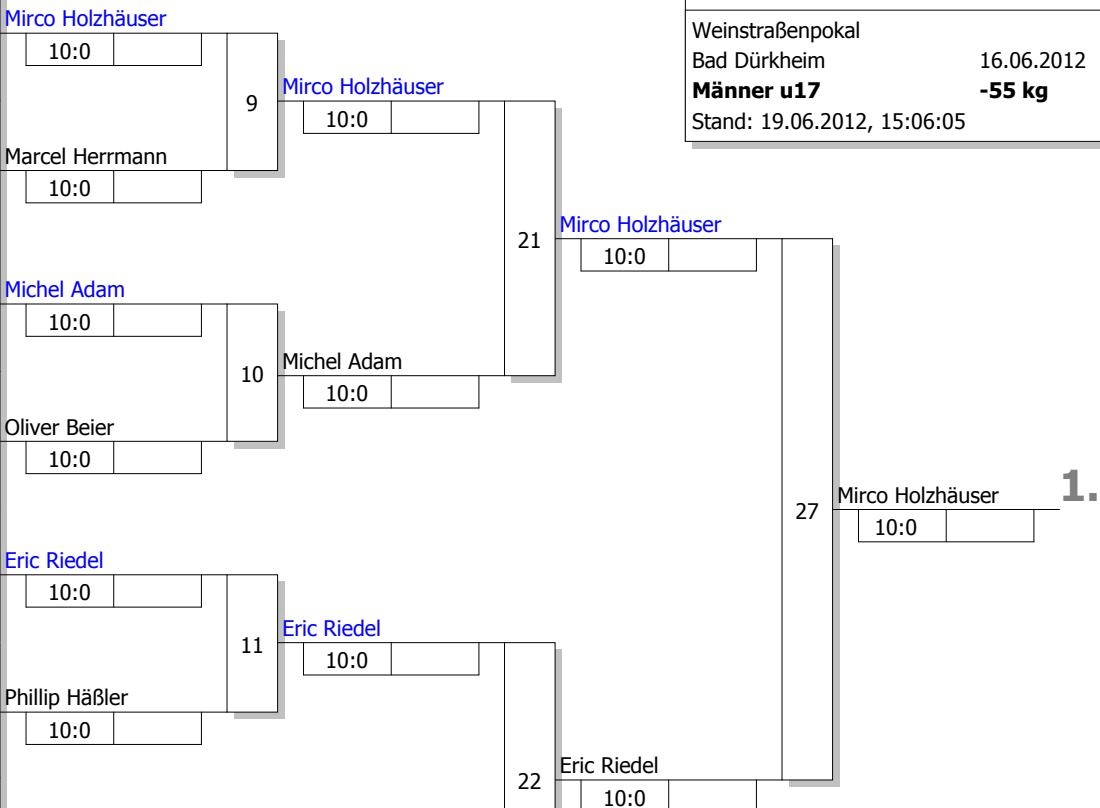 Mirco Holzhäuser
10:0
9
Marcel Herrmann
10:0
Mirco Holzhäuser
10:0
Michel Adam
10:0
10
Oliver Beier
10:0
Michel Adam
10:0
21
Mirco Holzhäuser
10:0
Eric Riedel
10:0
11
Phillip Häßler
10:0
Eric Riedel
10:0
22
Eric Riedel
10:0
27
Mirco Holzhäuser 1.
10:0
Weinstraßenpokal
Bad Dürkheim 16.06.2012
Männer u17 -55 kg
Stand: 19.06.2012, 15:06:05